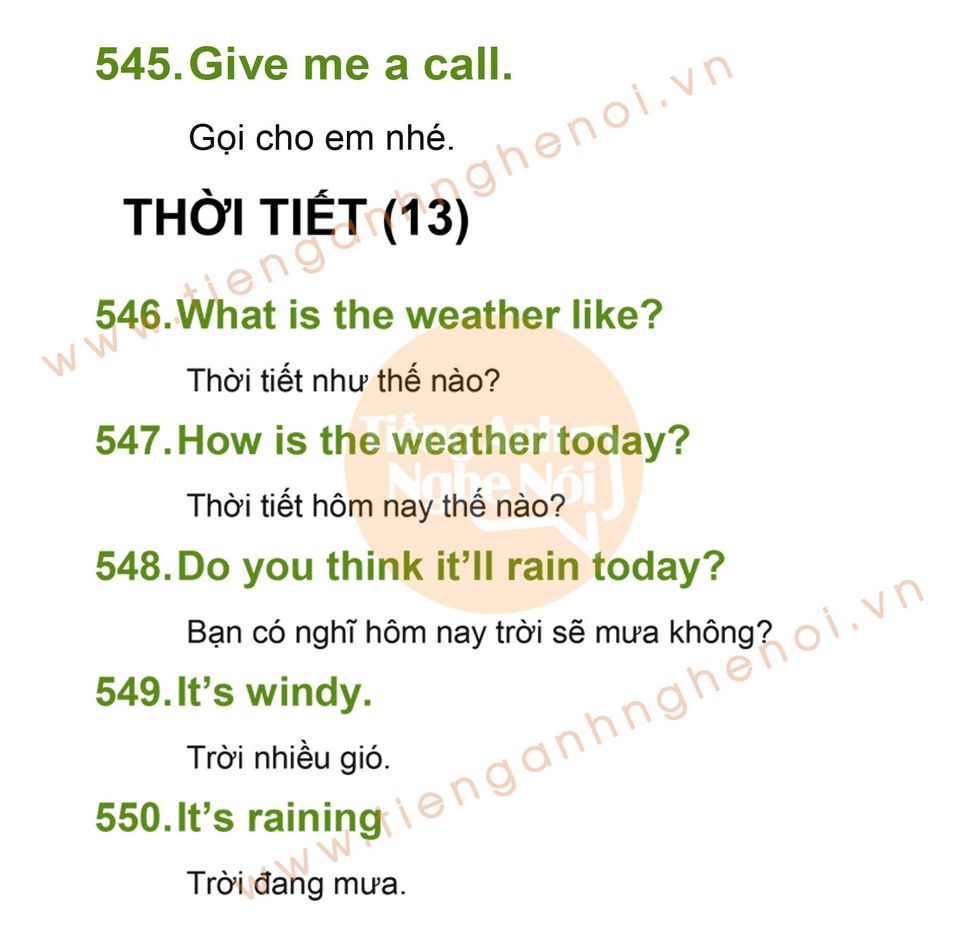 545. Give me a call.
Gọi cho em nhé.
THỜI TIẾT (13)
546. What is the weather like?
Thời tiết như thế nào?
547. How is the weather today?
Thời tiết hôm nay thế nào?
548. Do you think it’ll rain today?
Bạn có nghĩ hôm nay trời sẽ mưa không?
549. It’s windy.
Trời nhiều gió.
550. It’s raining
Trời đang mưa.
www.tienganhnghenoi.vn
Tiếng Anh
Nghe Nói
www.tienganhnghenoi.vn